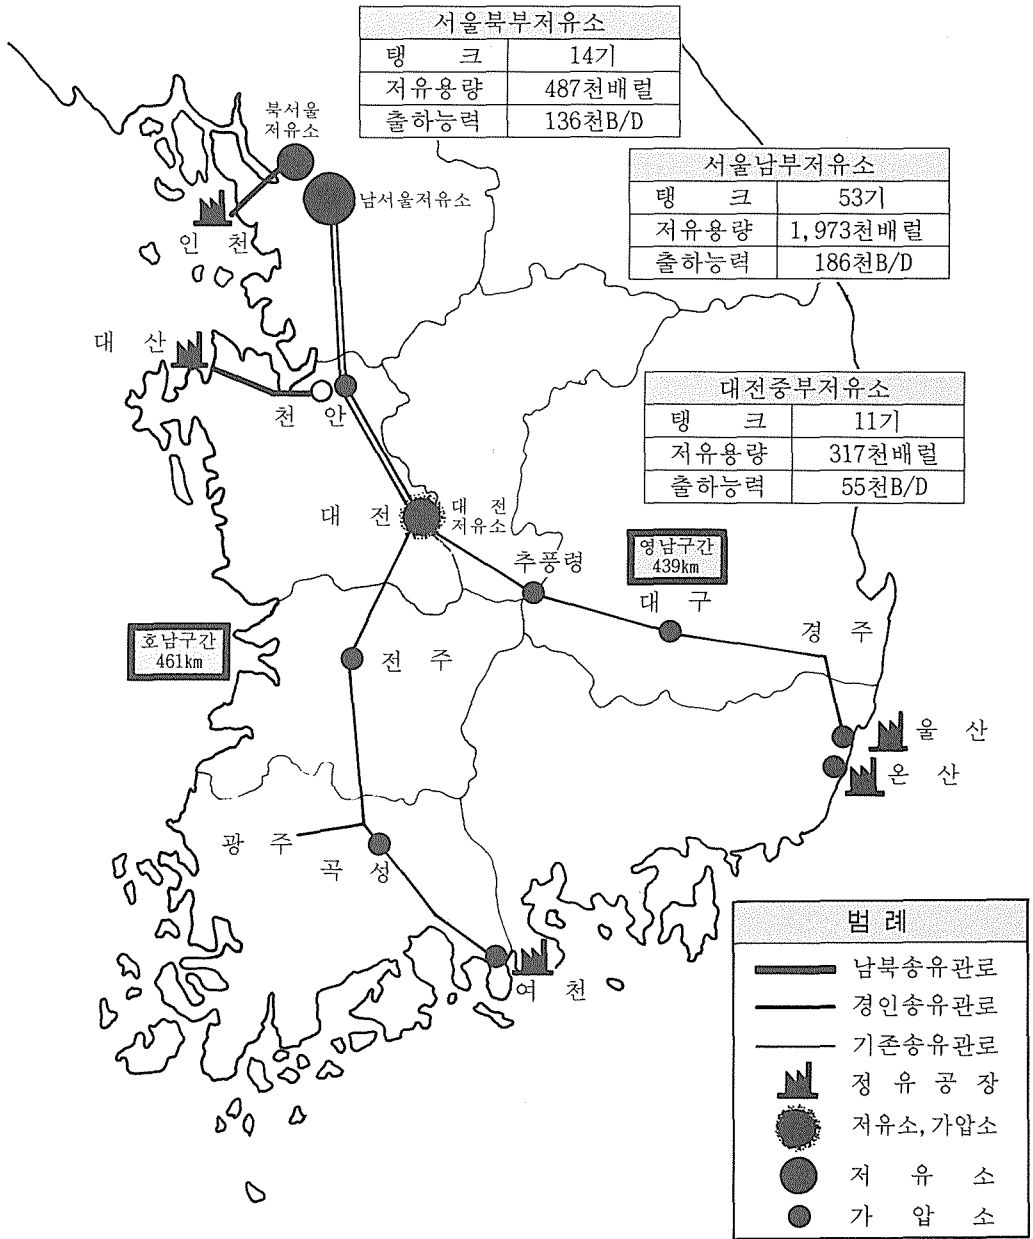 서울북부저유소
탱 크 14기
저유용량 487천배럴
출하능력 136천B/D
북서울
저유소
서울남부저유소
탱 크 53기
저유용량 1,973천배럴
출하능력 186천B/D
남서울저유소
인 천
대 산
천 안
대전중부저유소
탱 크 11기
저유용량 317천배럴
출하능력 55천B/D
대 전
대 전
저유소
추풍령
영남구간
439km
대 구
경 주
호남구간
461km
전 주
울 산
온 산
광 주
곡 성
여 천
범 례
남북송유관로
경인송유관로
기존송유관로
정 유 공 장
저유소,가압소
저 유 소
가 압 소